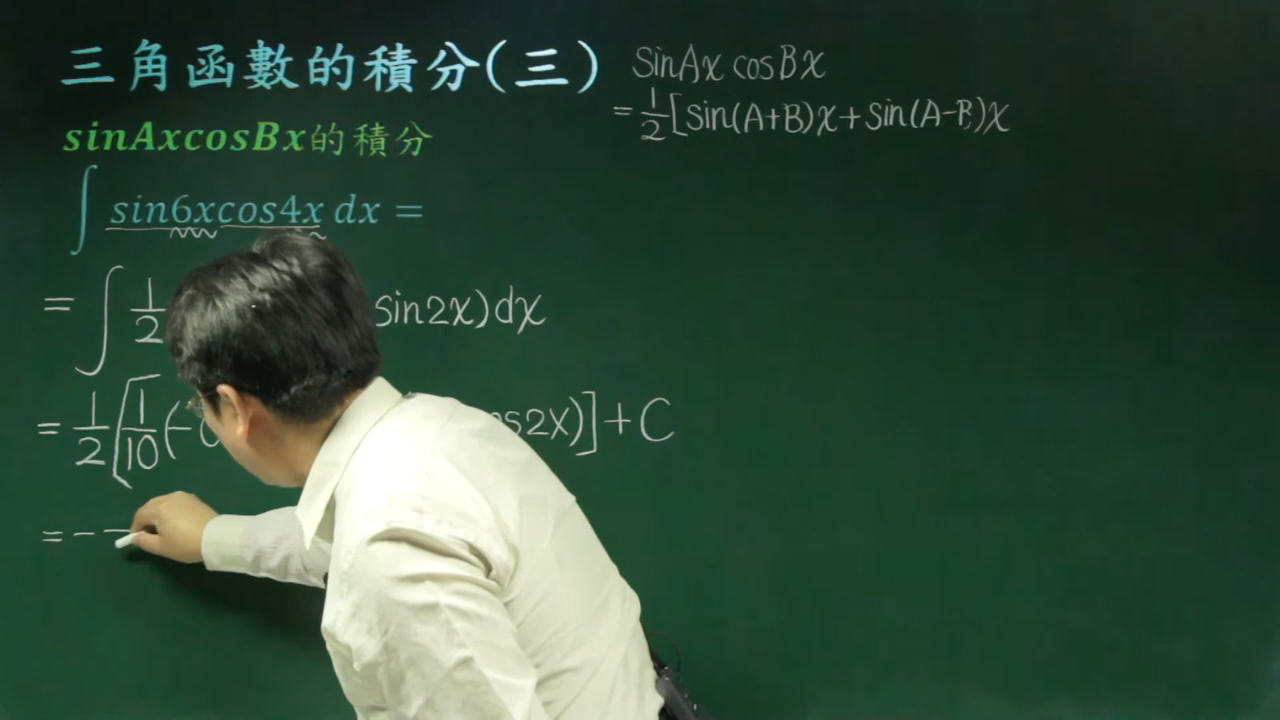 三角函數的積分(三)
sinAx cosBx
= 1/2[sin(A+B)x+sin(A-B)x
sinAxcosBx的積分
∫ sin6xcos4x dx =
= ∫ 1/2 sin2x)dx
= 1/2[1/10(- s2x)]+C
= -